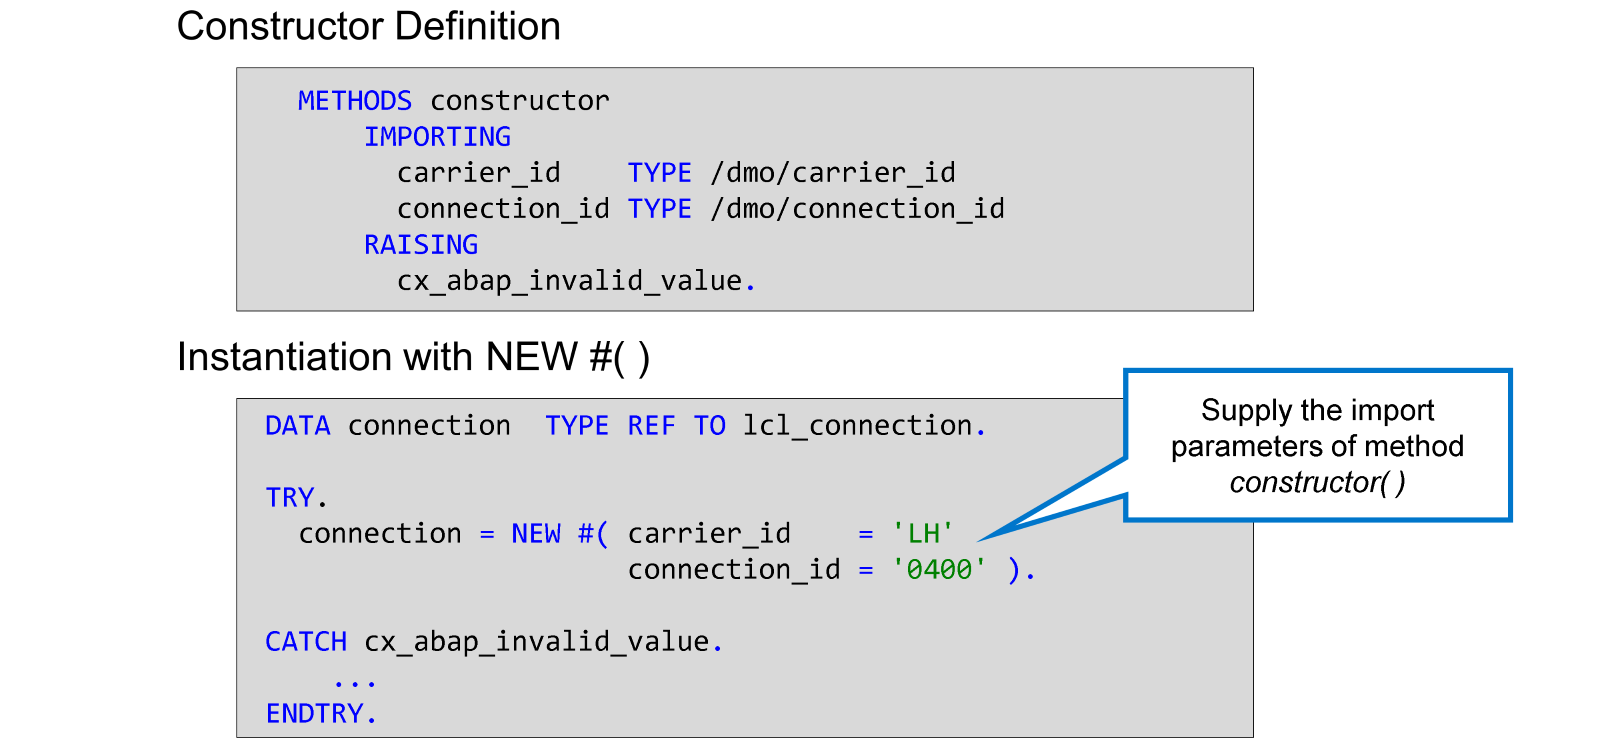 Constructor Definition
METHODS constructor
IMPORTING
carrier_id    TYPE /dmo/carrier_id
connection_id TYPE /dmo/connection_id
RAISING
cx_abap_invalid_value.
Instantiation with NEW #( )
DATA connection  TYPE REF TO lcl_connection.
TRY.
connection = NEW #( carrier_id    = 'LH'
connection_id = '0400' ).
CATCH cx_abap_invalid_value.
...
ENDTRY.
Supply the import
parameters of method
constructor( )